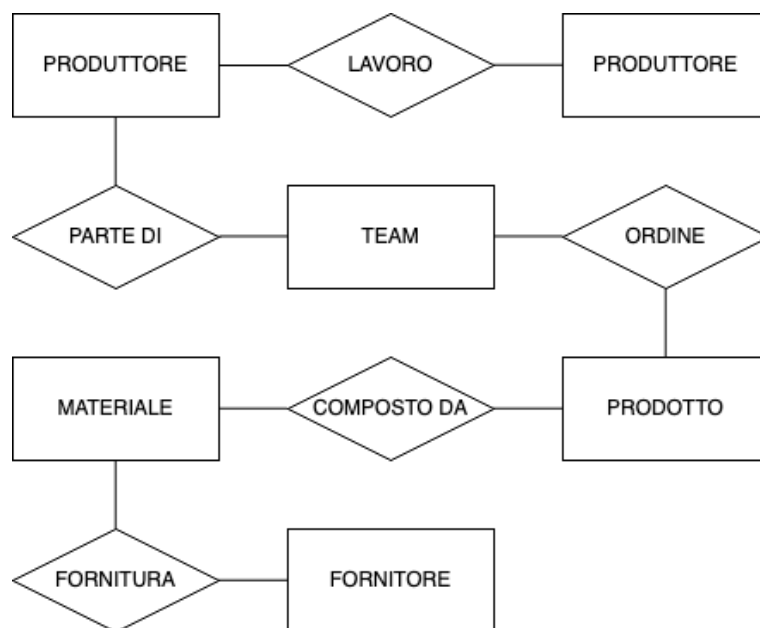 PRODUTTORE
LAVORO
PRODUTTORE
PARTE DI
TEAM
ORDINE
MATERIALE
COMPOSTO DA
PRODOTTO
FORNITURA
FORNITORE